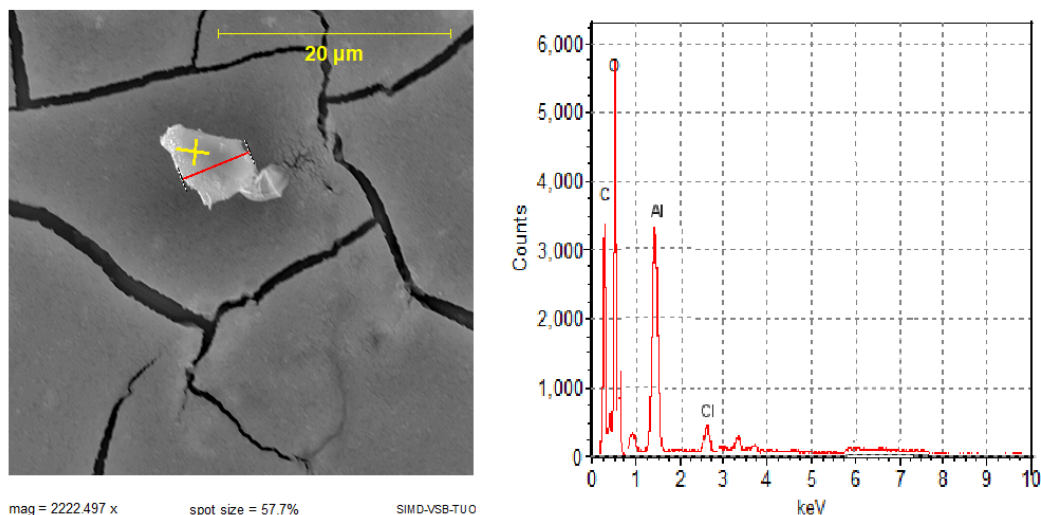 20 µm
mag = 2222.497 x spot size = 57.7% SIMD-VSB-TUO
Counts
6,000
5,000
4,000
3,000
2,000
1,000
0
O
C
Al
Cl
0 1 2 3 4 5 6 7 8 9 10
keV